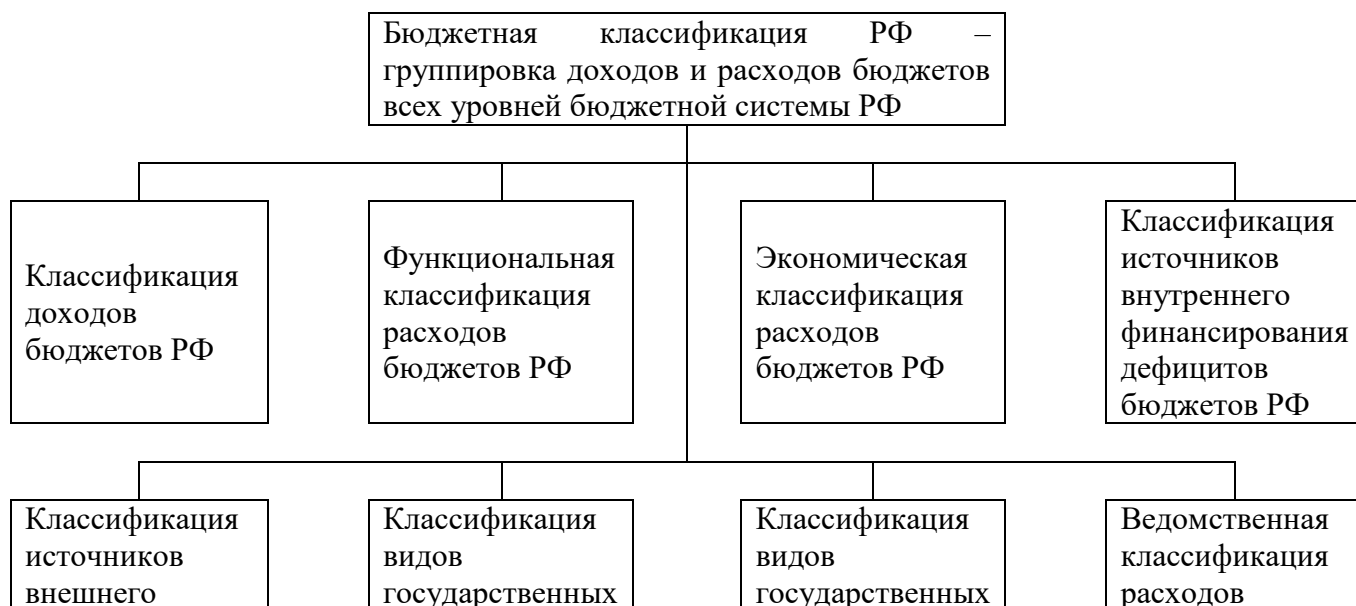 Бюджетная классификация РФ –
группировка доходов и расходов бюджетов
всех уровней бюджетной системы РФ
Классификация
доходов
бюджетов РФ
Функциональная
классификация
расходов
бюджетов РФ
Экономическая
классификация
расходов
бюджетов РФ
Классификация
источников
внутреннего
финансирования
дефицитов
бюджетов РФ
Классификация
источников
внешнего
Классификация
видов
государственных
Классификация
видов
государственных
Ведомственная
классификация
расходов